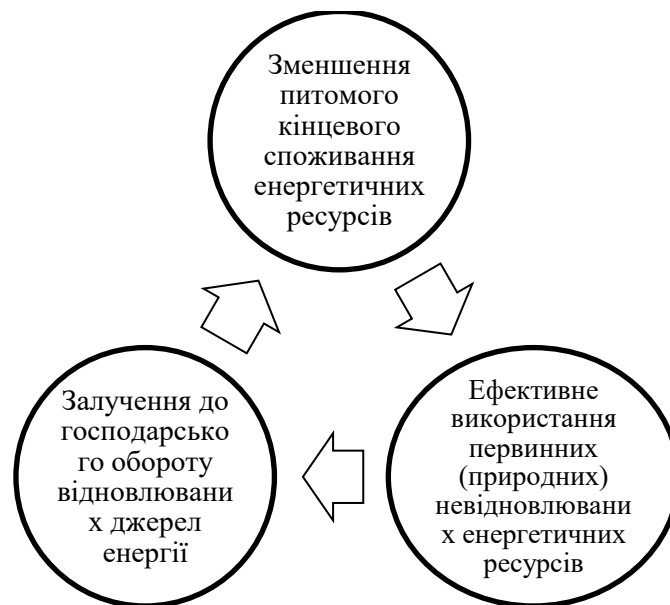 Зменшення
питомого
кінцевого
споживання
енергетичних
ресурсів
Залучення до
господарсько
го обороту
відновлювани
х джерел
енергії
Ефективне
використання
первинних
(природних)
невідновлювани
х енергетичних
ресурсів